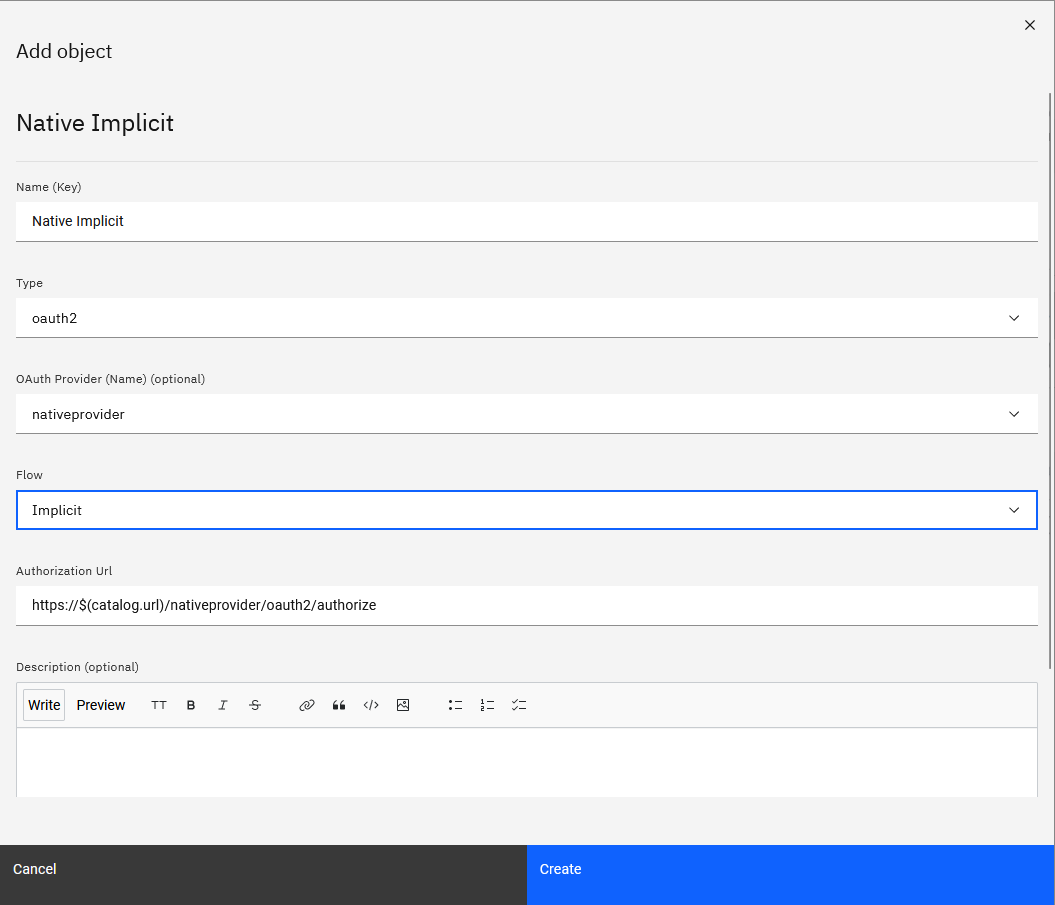 Add object
Native Implicit
Name (Key)
Native Implicit
Type
oauth2
OAuth Provider (Name) (optional)
nativeprovider
Flow
Implicit
Authorization Url
https://$(catalog.url)/nativeprovider/oauth2/authorize
Description (optional)
Write Preview TT B I S
Cancel Create